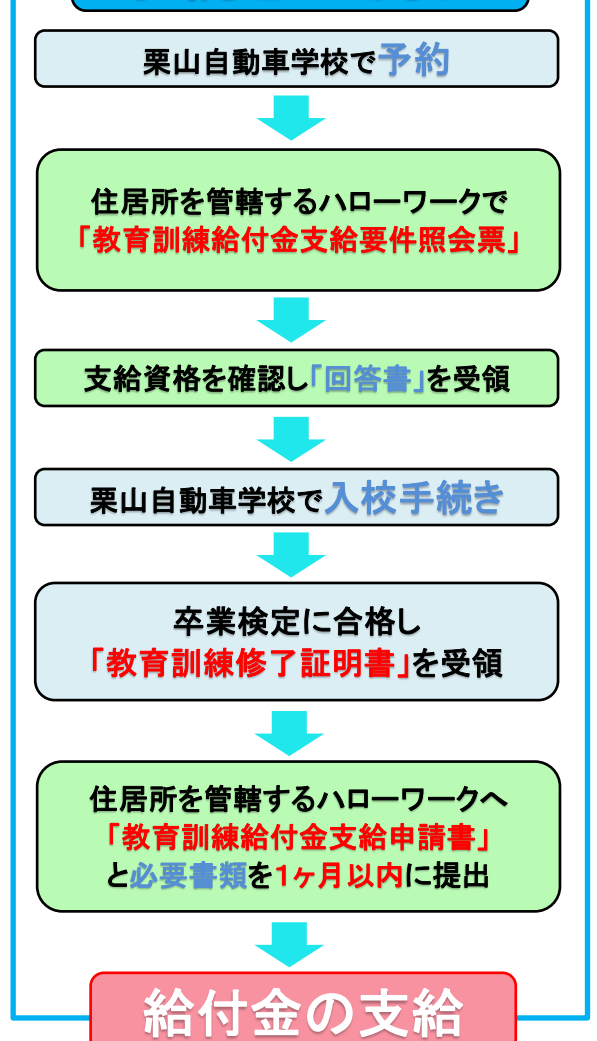 栗山自動車学校で予約
住居所を管轄するハローワークで
「教育訓練給付金支給要件照会票」
支給資格を確認し「回答書」を受領
栗山自動車学校で入校手続き
卒業検定に合格し
「教育訓練修了証明書」を受領
住居所を管轄するハローワークへ
「教育訓練給付金支給申請書」
と必要書類を1ヶ月以内に提出
給付金の支給